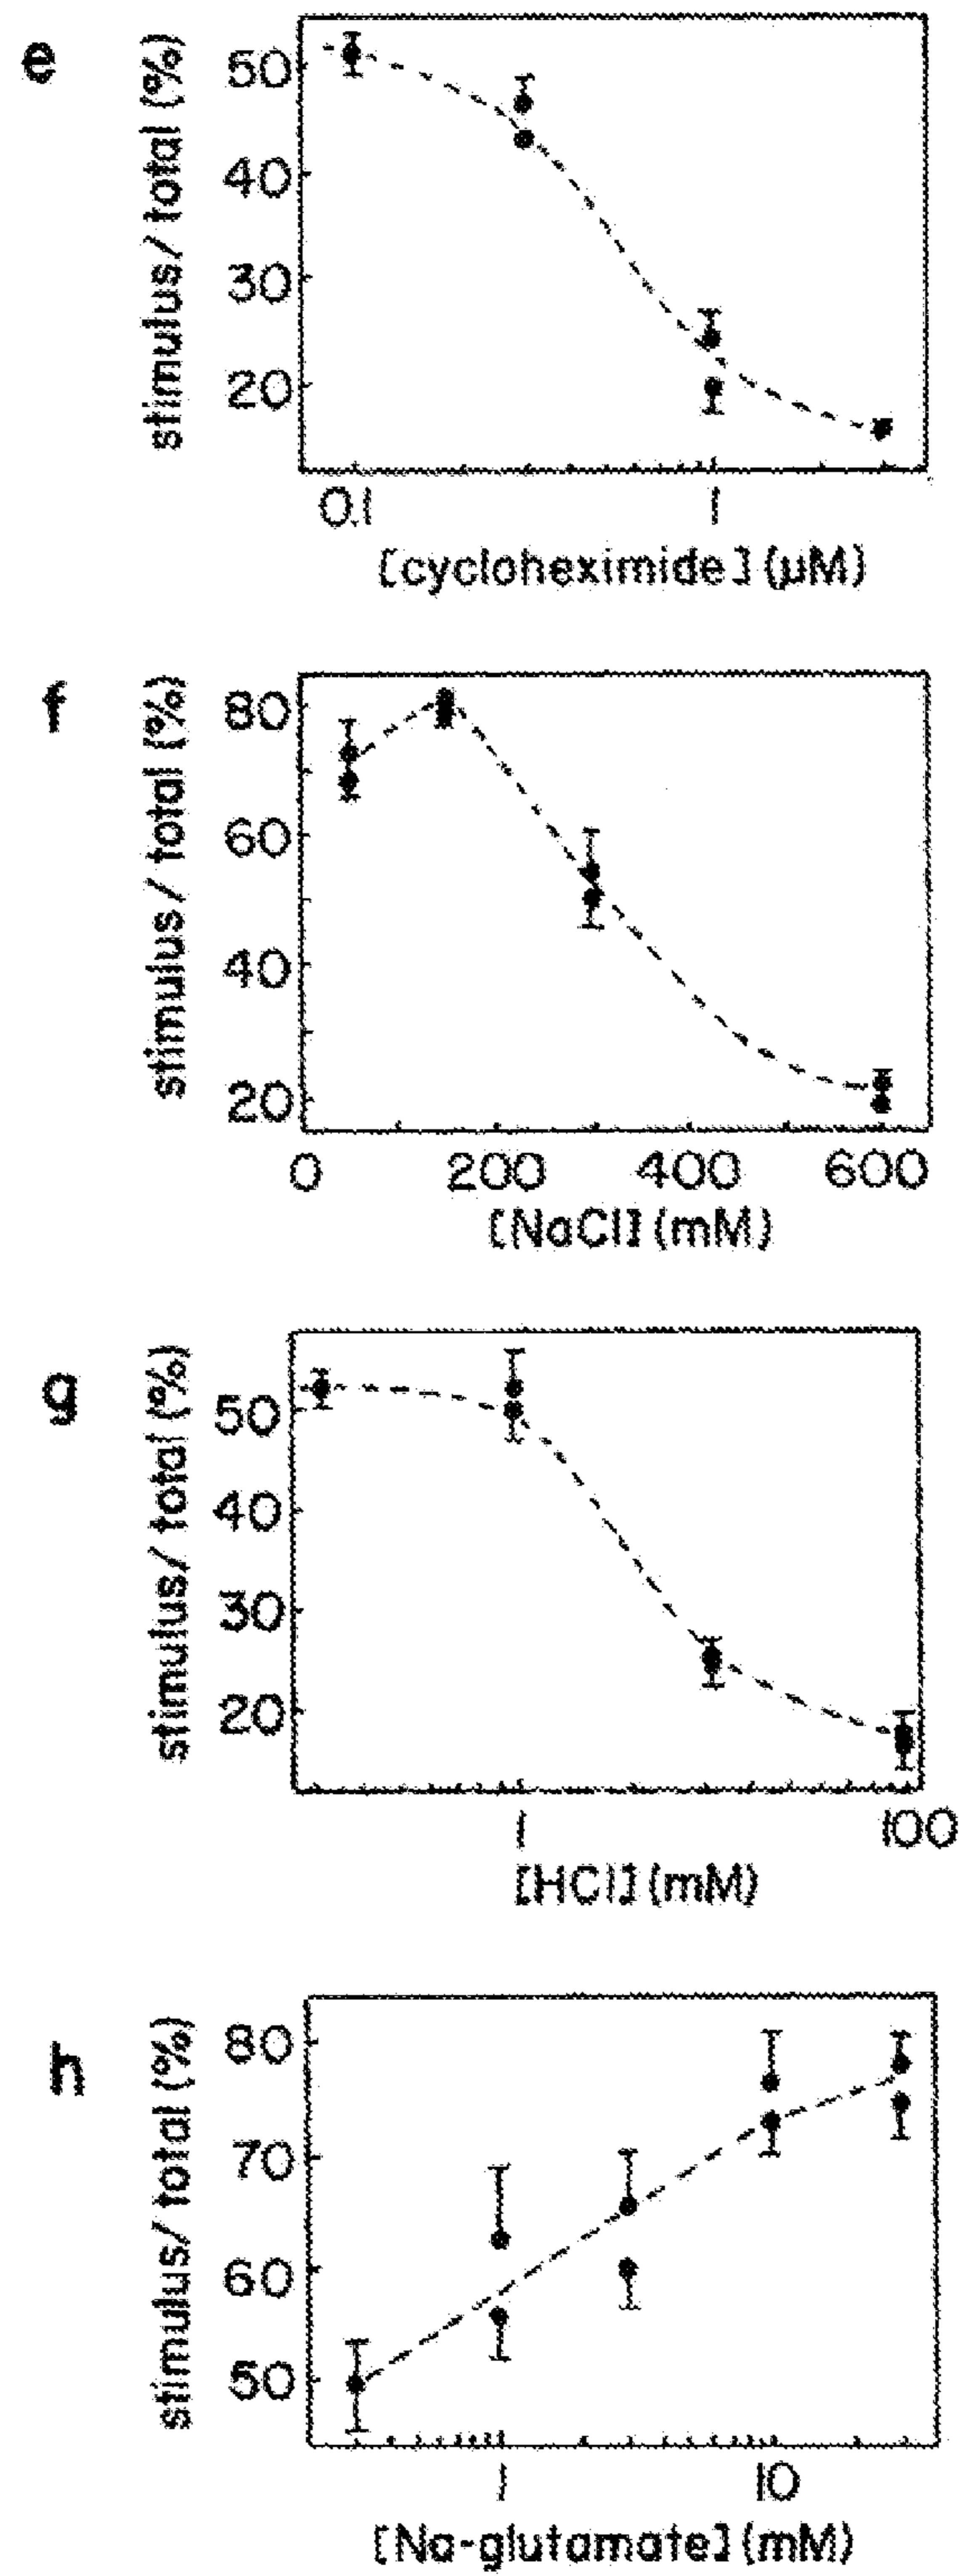 e
stimulus/total (%)
50
40
30
20
0.1 1
[cycloheximide] (µM)
f
stimulus/total (%)
80
60
40
20
0 200 400 600
[NaCl] (mM)
g
stimulus/total (%)
50
40
30
20
1 100
[HCl] (mM)
h
stimulus/total (%)
80
70
60
50
1 10
[Na-glutamate] (mM)